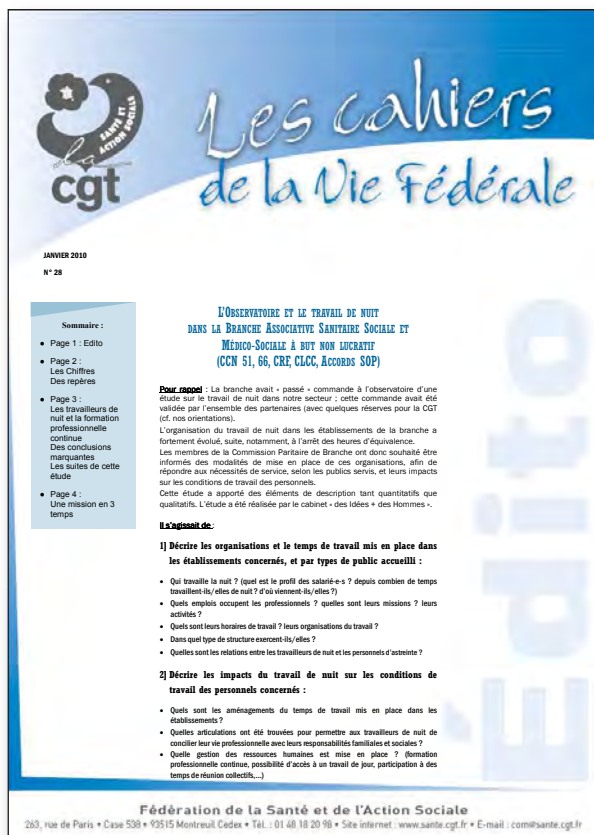 SANTÉ ET
ACTION SOCIALE
la
cgt
Les cahiers
de la Vie Fédérale
JANVIER 2010
N° 28
Sommaire :
• Page 1 : Edito
• Page 2 :
Les Chiffres
Des repères
• Page 3 :
Les travailleurs de
nuit et la formation
professionnelle
continue
Des conclusions
marquantes
Les suites de cette
étude
• Page 4 :
Une mission en 3
temps
L'OBSERVATOIRE ET LE TRAVAIL DE NUIT
DANS LA BRANCHE ASSOCIATIVE SANITAIRE SOCIALE ET
MÉDICO-SOCIALE À BUT NON LUCRATIF
(CCN 51, 66, CRF, CLCC, ACCORDS SOP)
Pour rappel : La branche avait « passé » commande à l'observatoire d'une
étude sur le travail de nuit dans notre secteur ; cette commande avait été
validée par l'ensemble des partenaires (avec quelques réserves pour la CGT
(cf. nos orientations).
L'organisation du travail de nuit dans les établissements de la branche a
fortement évolué, suite, notamment, à l'arrêt des heures d'équivalence.
Les membres de la Commission Paritaire de Branche ont donc souhaité être
informés des modalités de mise en place de ces organisations, afin de
répondre aux nécessités de service, selon les publics servis, et leurs impacts
sur les conditions de travail des personnels.
Cette étude a apporté des éléments de description tant quantitatifs que
qualitatifs. L'étude a été réalisée par le cabinet « des Idées + des Hommes ».
Il s'agissait de :
1] Décrire les organisations et le temps de travail mis en place dans
les établissements concernés, et par types de public accueilli :
• Qui travaille la nuit ? (quel est le profil des salarié-e-s ? depuis combien de temps
travaillent-ils/elles de nuit ? d'où viennent-ils/elles ?)
• Quels emplois occupent les professionnels ? quelles sont leurs missions ? leurs
activités ?
• Quels sont leurs horaires de travail ? leurs organisations du travail ?
• Dans quel type de structure exercent-ils/elles ?
• Quelles sont les relations entre les travailleurs de nuit et les personnels d'astreinte ?
2] Décrire les impacts du travail de nuit sur les conditions de
travail des personnels concernés :
• Quels sont les aménagements du temps de travail mis en place dans les
établissements ?
• Quelles articulations ont été trouvées pour permettre aux travailleurs de nuit de
concilier leur vie professionnelle avec leurs responsabilités familiales et sociales ?
• Quelle gestion des ressources humaines est mise en place ? (formation
professionnelle continue, possibilité d'accès à un travail de jour, participation à des
temps de réunion collectifs,...)
Édito
Fédération de la Santé et de l'Action Sociale
263, rue de Paris • Case 538 • 93515 Montreuil Cedex • Tél. : 01 48 18 20 98 • Site internet : www.sante.cgt.fr • E-mail : com@sante.cgt.fr